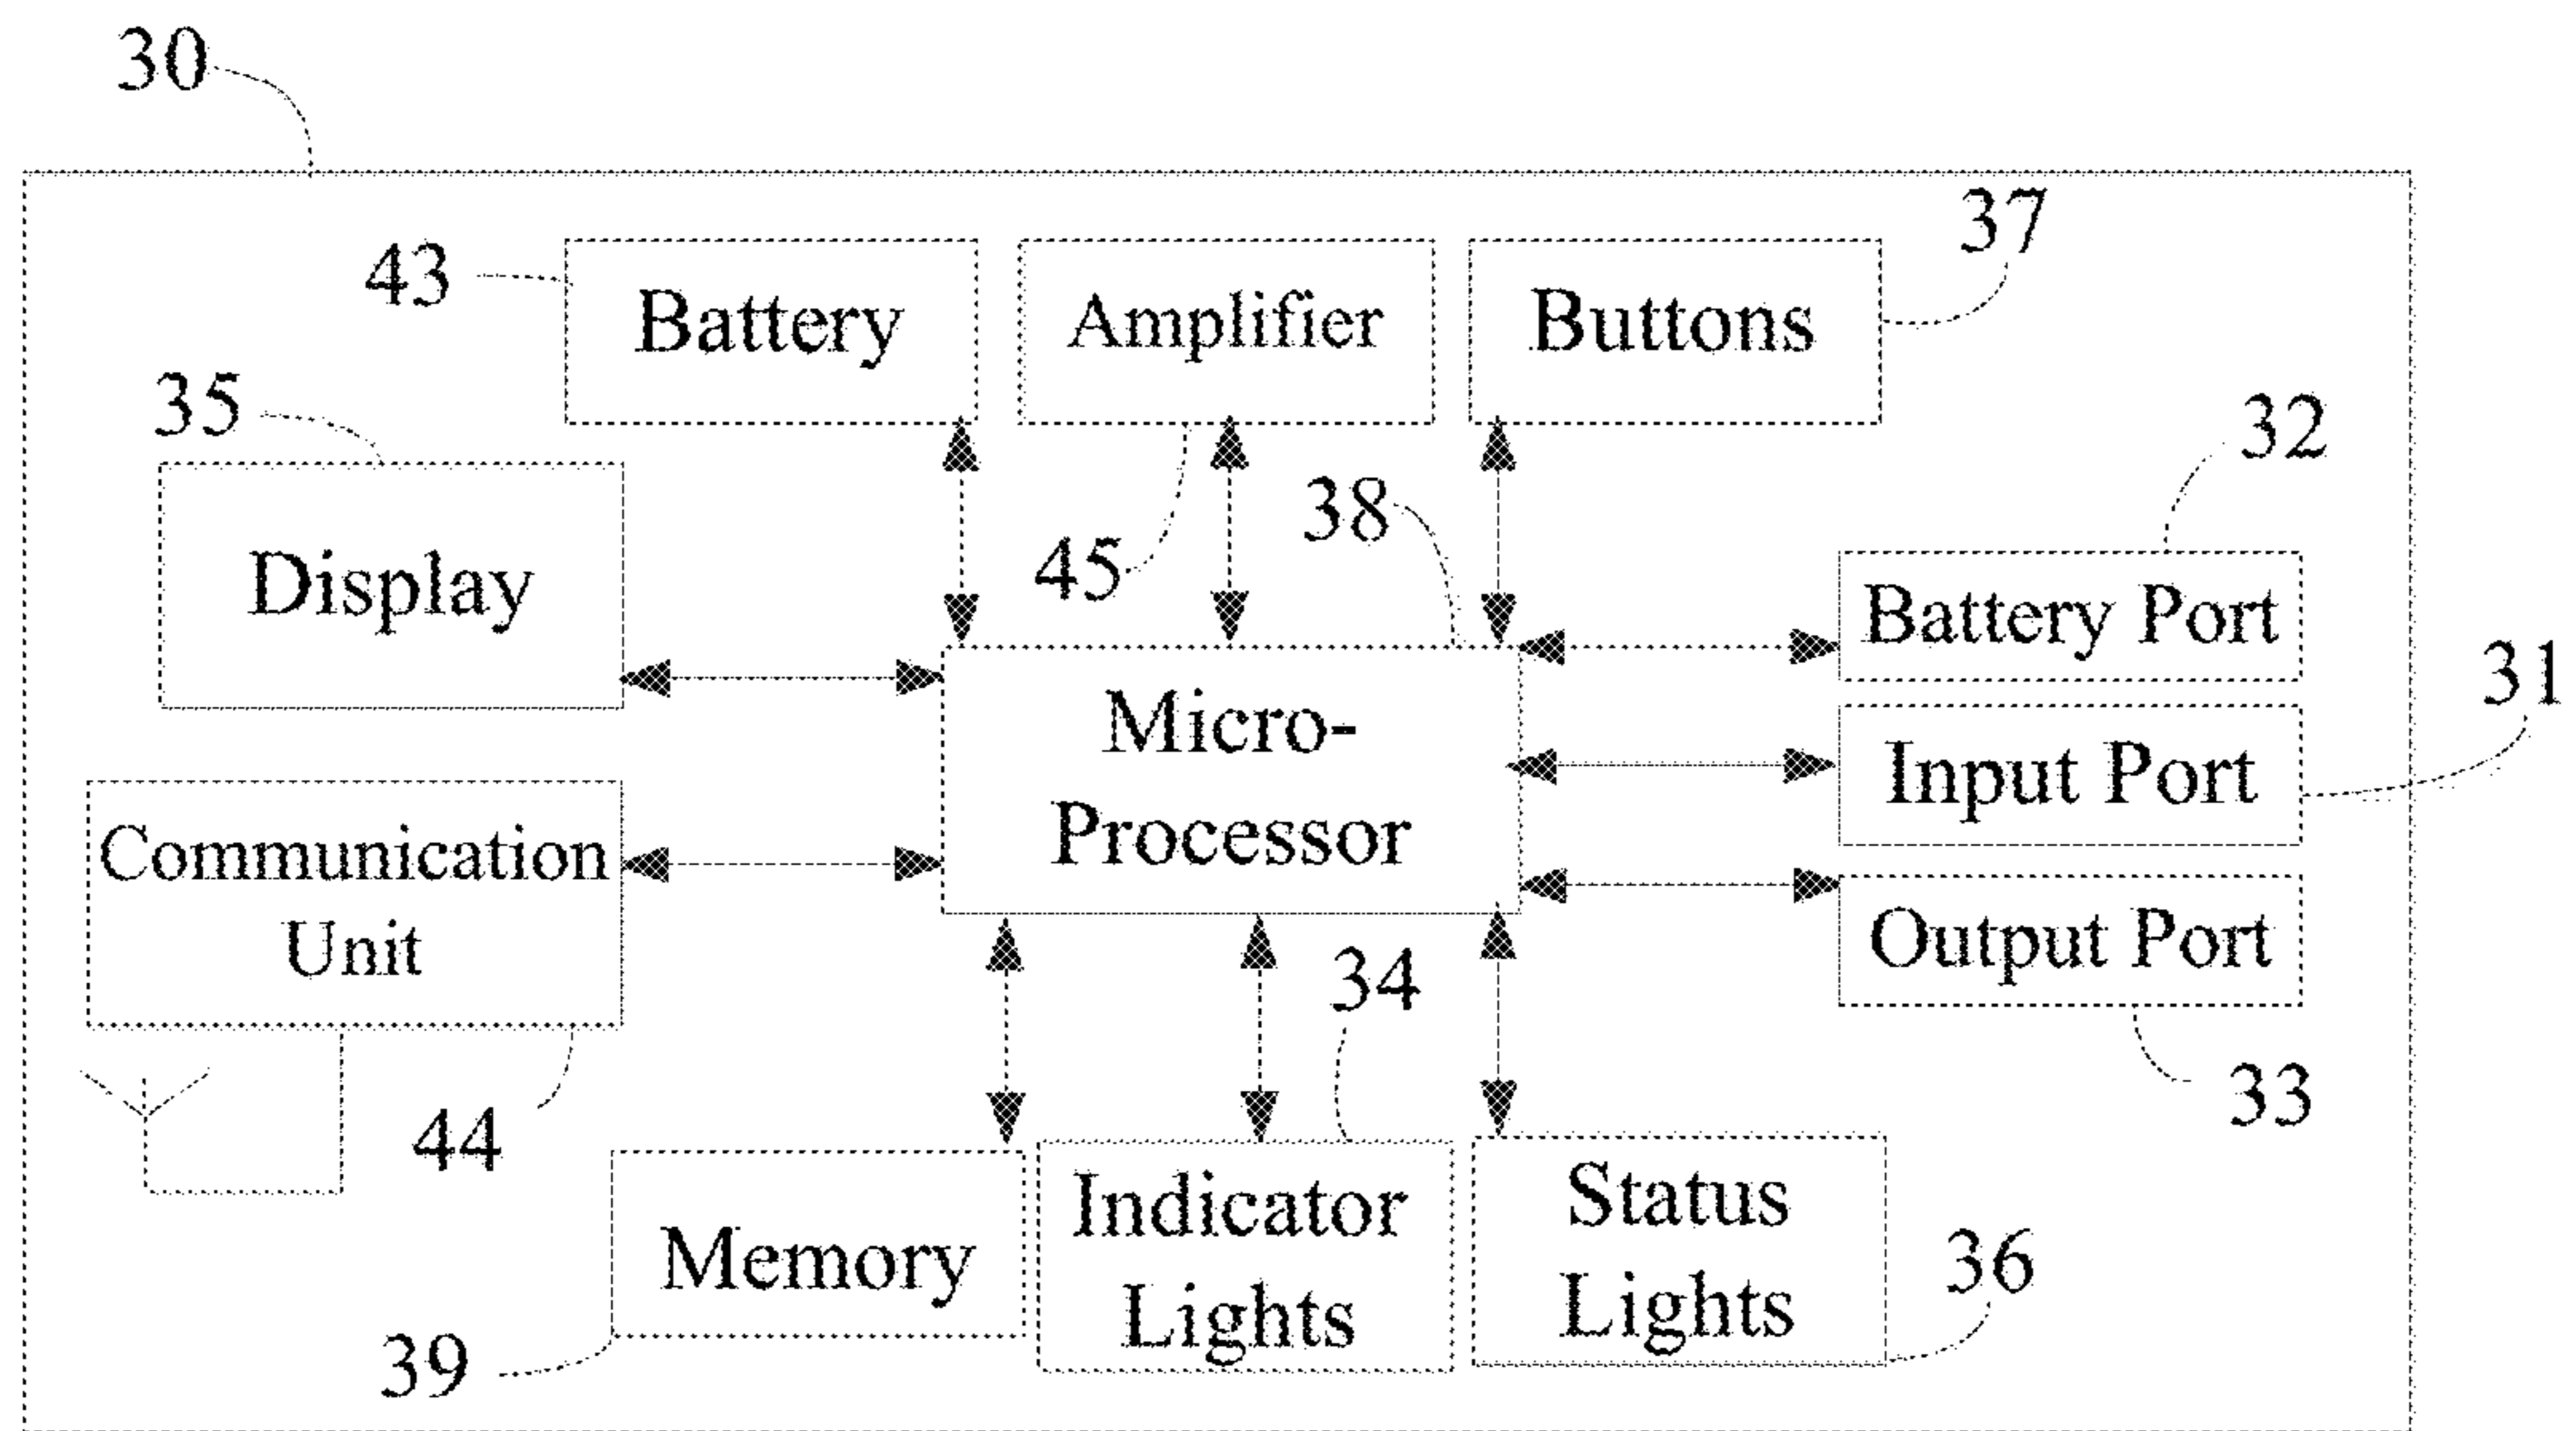 30
37
43
Battery
Amplifier
Buttons
35
32
38
45
Display
Battery Port
31
Micro-
Processor
Input Port
Communication
Unit
Output Port
34
33
44
Memory
Indicator
Lights
Status
Lights
36
39